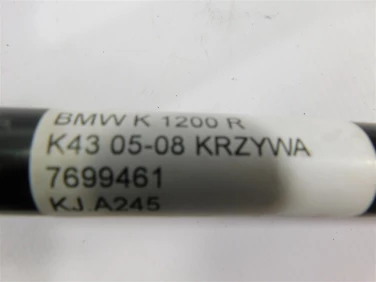 BMW K 1200 R
K43 05-08 KRZYWA
7699461
KJ A245